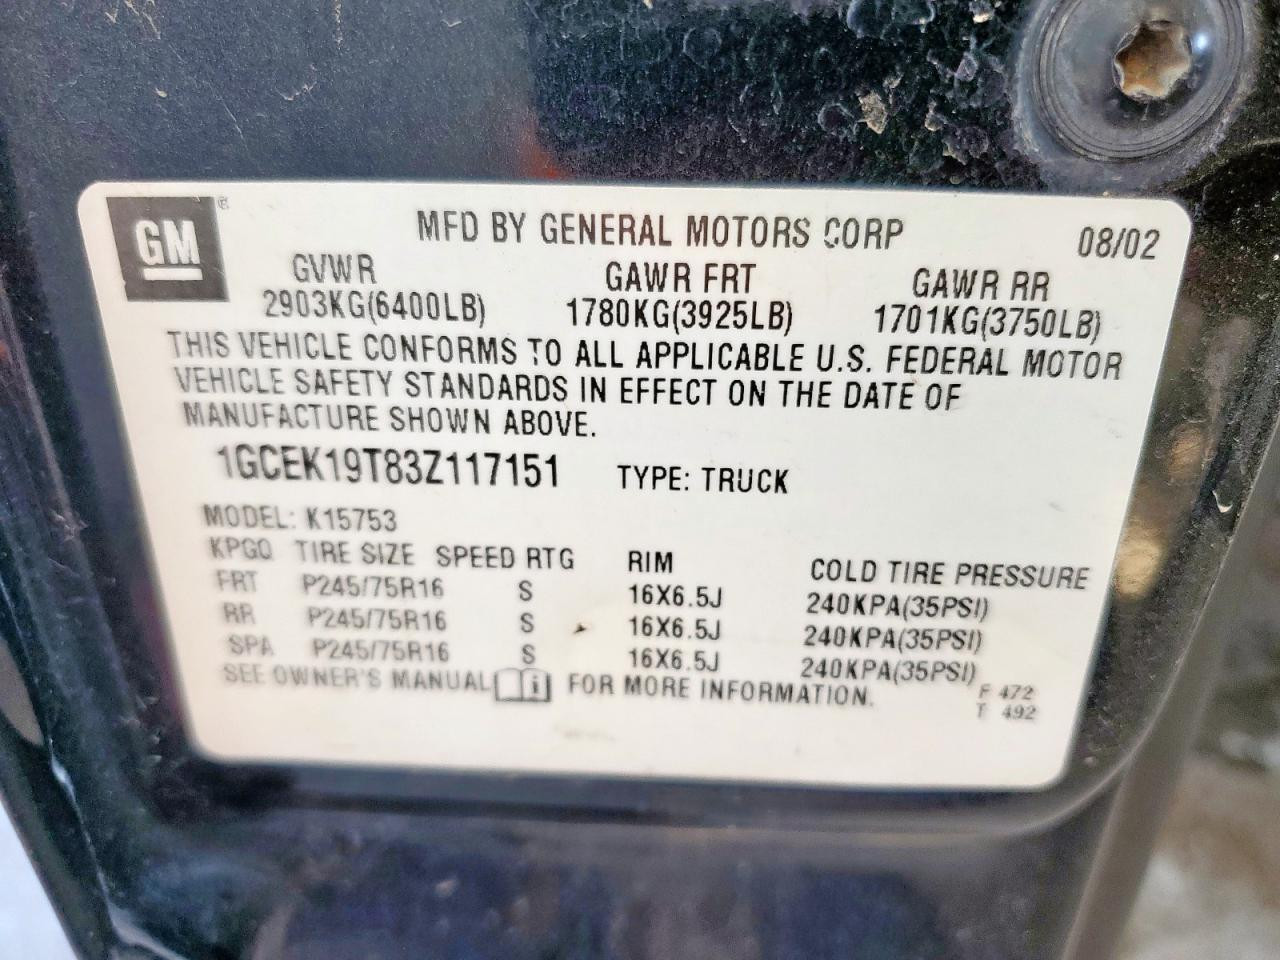 GM®
MFD BY GENERAL MOTORS CORP 08/02
GVWR GAWR FRT GAWR RR
2903KG(6400LB) 1780KG(3925LB) 1701KG(3750LB)
THIS VEHICLE CONFORMS TO ALL APPLICABLE U.S. FEDERAL MOTOR
VEHICLE SAFETY STANDARDS IN EFFECT ON THE DATE OF
MANUFACTURE SHOWN ABOVE.
1GCEK19T83Z117151 TYPE: TRUCK
MODEL: K15753
KPGQ TIRE SIZE SPEED RTG RIM COLD TIRE PRESSURE
FRT P245/75R16 S 16X6.5J 240KPA(35PSI)
RR P245/75R16 S 16X6.5J 240KPA(35PSI)
SPA P245/75R16 S 16X6.5J 240KPA(35PSI)
SEE OWNER'S MANUAL i FOR MORE INFORMATION.
F 472
T 492